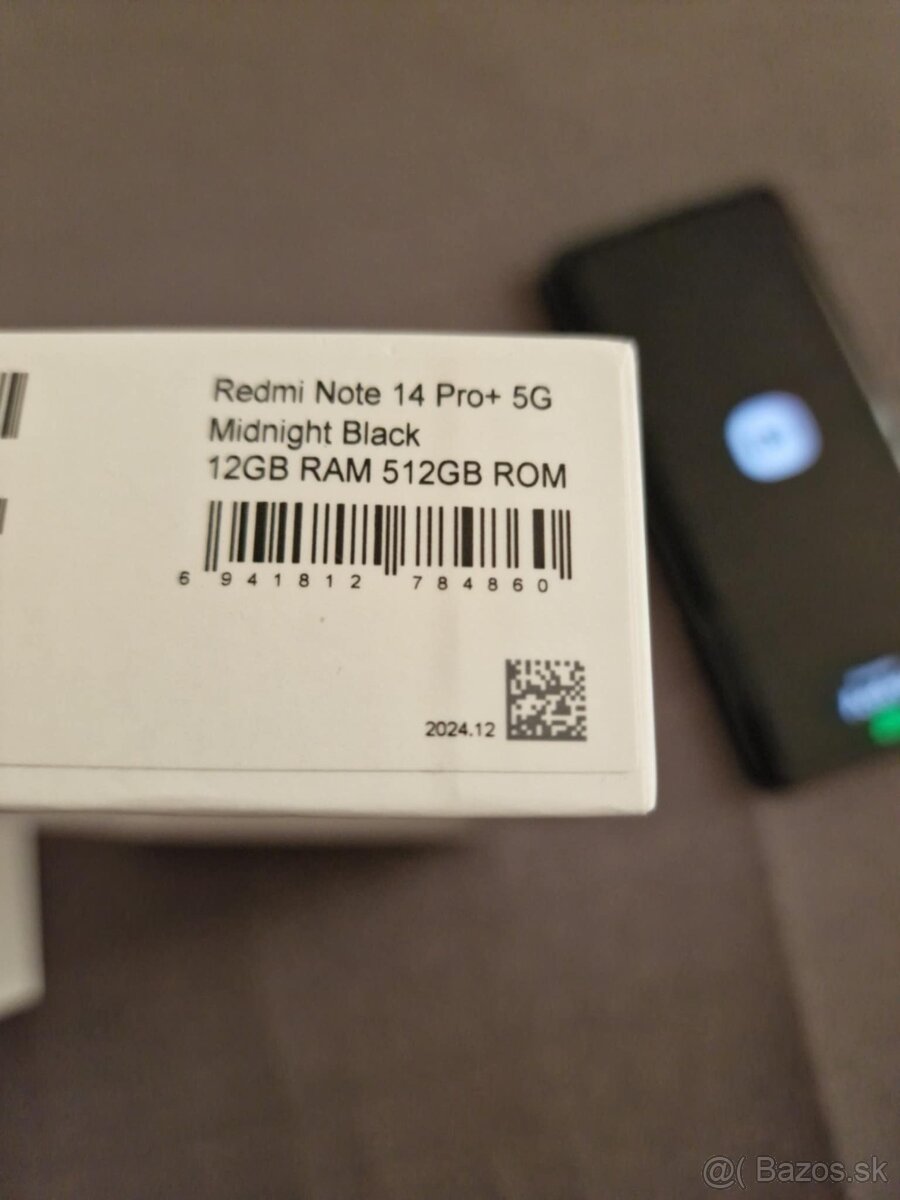 Redmi Note 14 Pro+ 5G
Midnight Black
12GB RAM 512GB ROM
6 941812 784860
2024.12
@( Bazos.sk